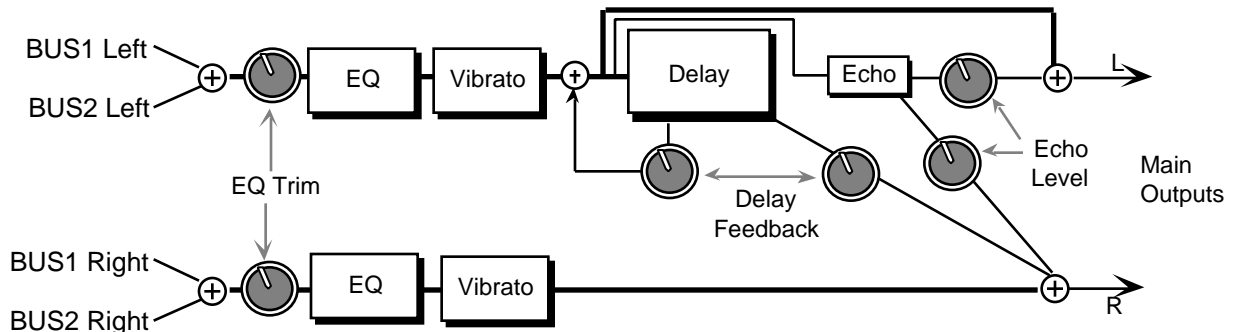 BUS1 Left
BUS2 Left
EQ
Vibrato
Delay
Echo
L
EQ Trim
Delay
Feedback
Echo
Level
Main
Outputs
BUS1 Right
BUS2 Right
EQ
Vibrato
R